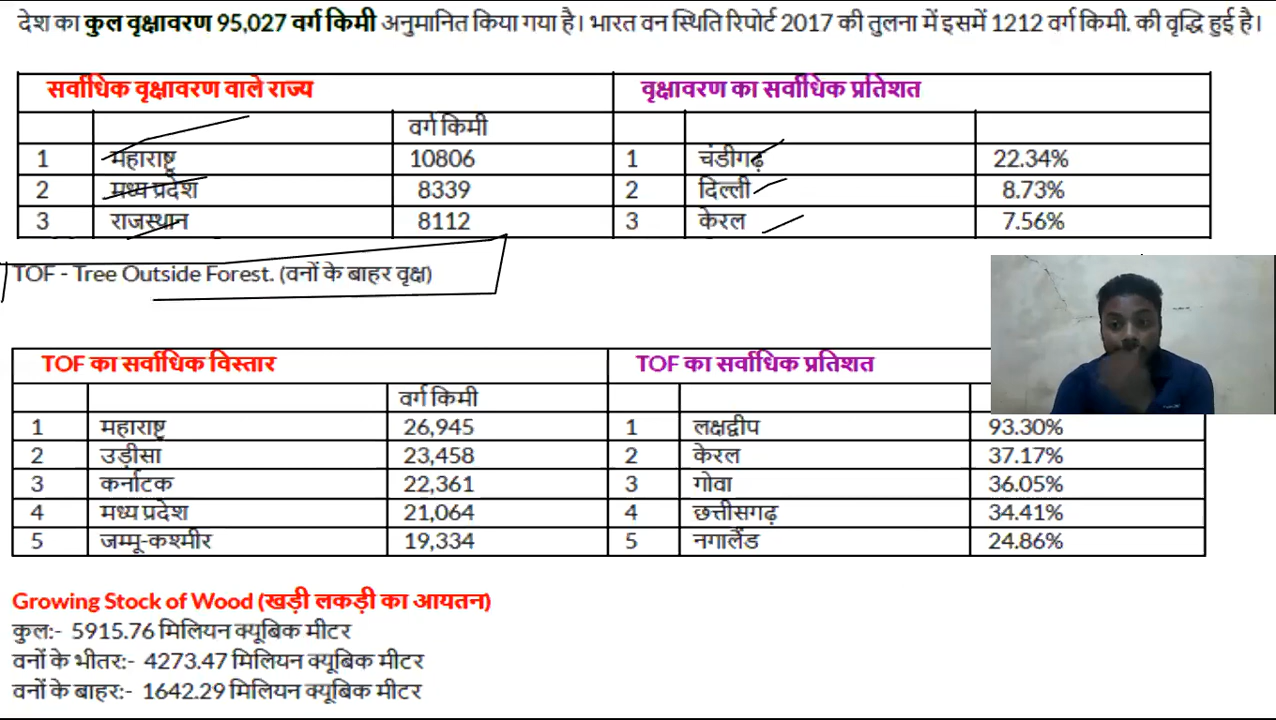 देश का कुल वृक्षावरण 95,027 वर्ग किमी अनुमानित किया गया है। भारत वन स्थिति रिपोर्ट 2017 की तुलना में इसमें 1212 वर्ग किमी. की वृद्धि हुई है।
सर्वाधिक वृक्षावरण वाले राज्य वृक्षावरण का सर्वाधिक प्रतिशत
वर्ग किमी
1 महाराष्ट्र 10806 1 चंडीगढ़ 22.34%
2 मध्य प्रदेश 8339 2 दिल्ली 8.73%
3 राजस्थान 8112 3 केरल 7.56%
TOF - Tree Outside Forest. (वनों के बाहर वृक्ष)
TOF का सर्वाधिक विस्तार TOF का सर्वाधिक प्रतिशत
वर्ग किमी
1 महाराष्ट्र 26,945 1 लक्षद्वीप 93.30%
2 उड़ीसा 23,458 2 केरल 37.17%
3 कर्नाटक 22,361 3 गोवा 36.05%
4 मध्य प्रदेश 21,064 4 छत्तीसगढ़ 34.41%
5 जम्मू-कश्मीर 19,334 5 नगालैंड 24.86%
Growing Stock of Wood (खड़ी लकड़ी का आयतन)
कुल:- 5915.76 मिलियन क्यूबिक मीटर
वनों के भीतर:- 4273.47 मिलियन क्यूबिक मीटर
वनों के बाहर:- 1642.29 मिलियन क्यूबिक मीटर